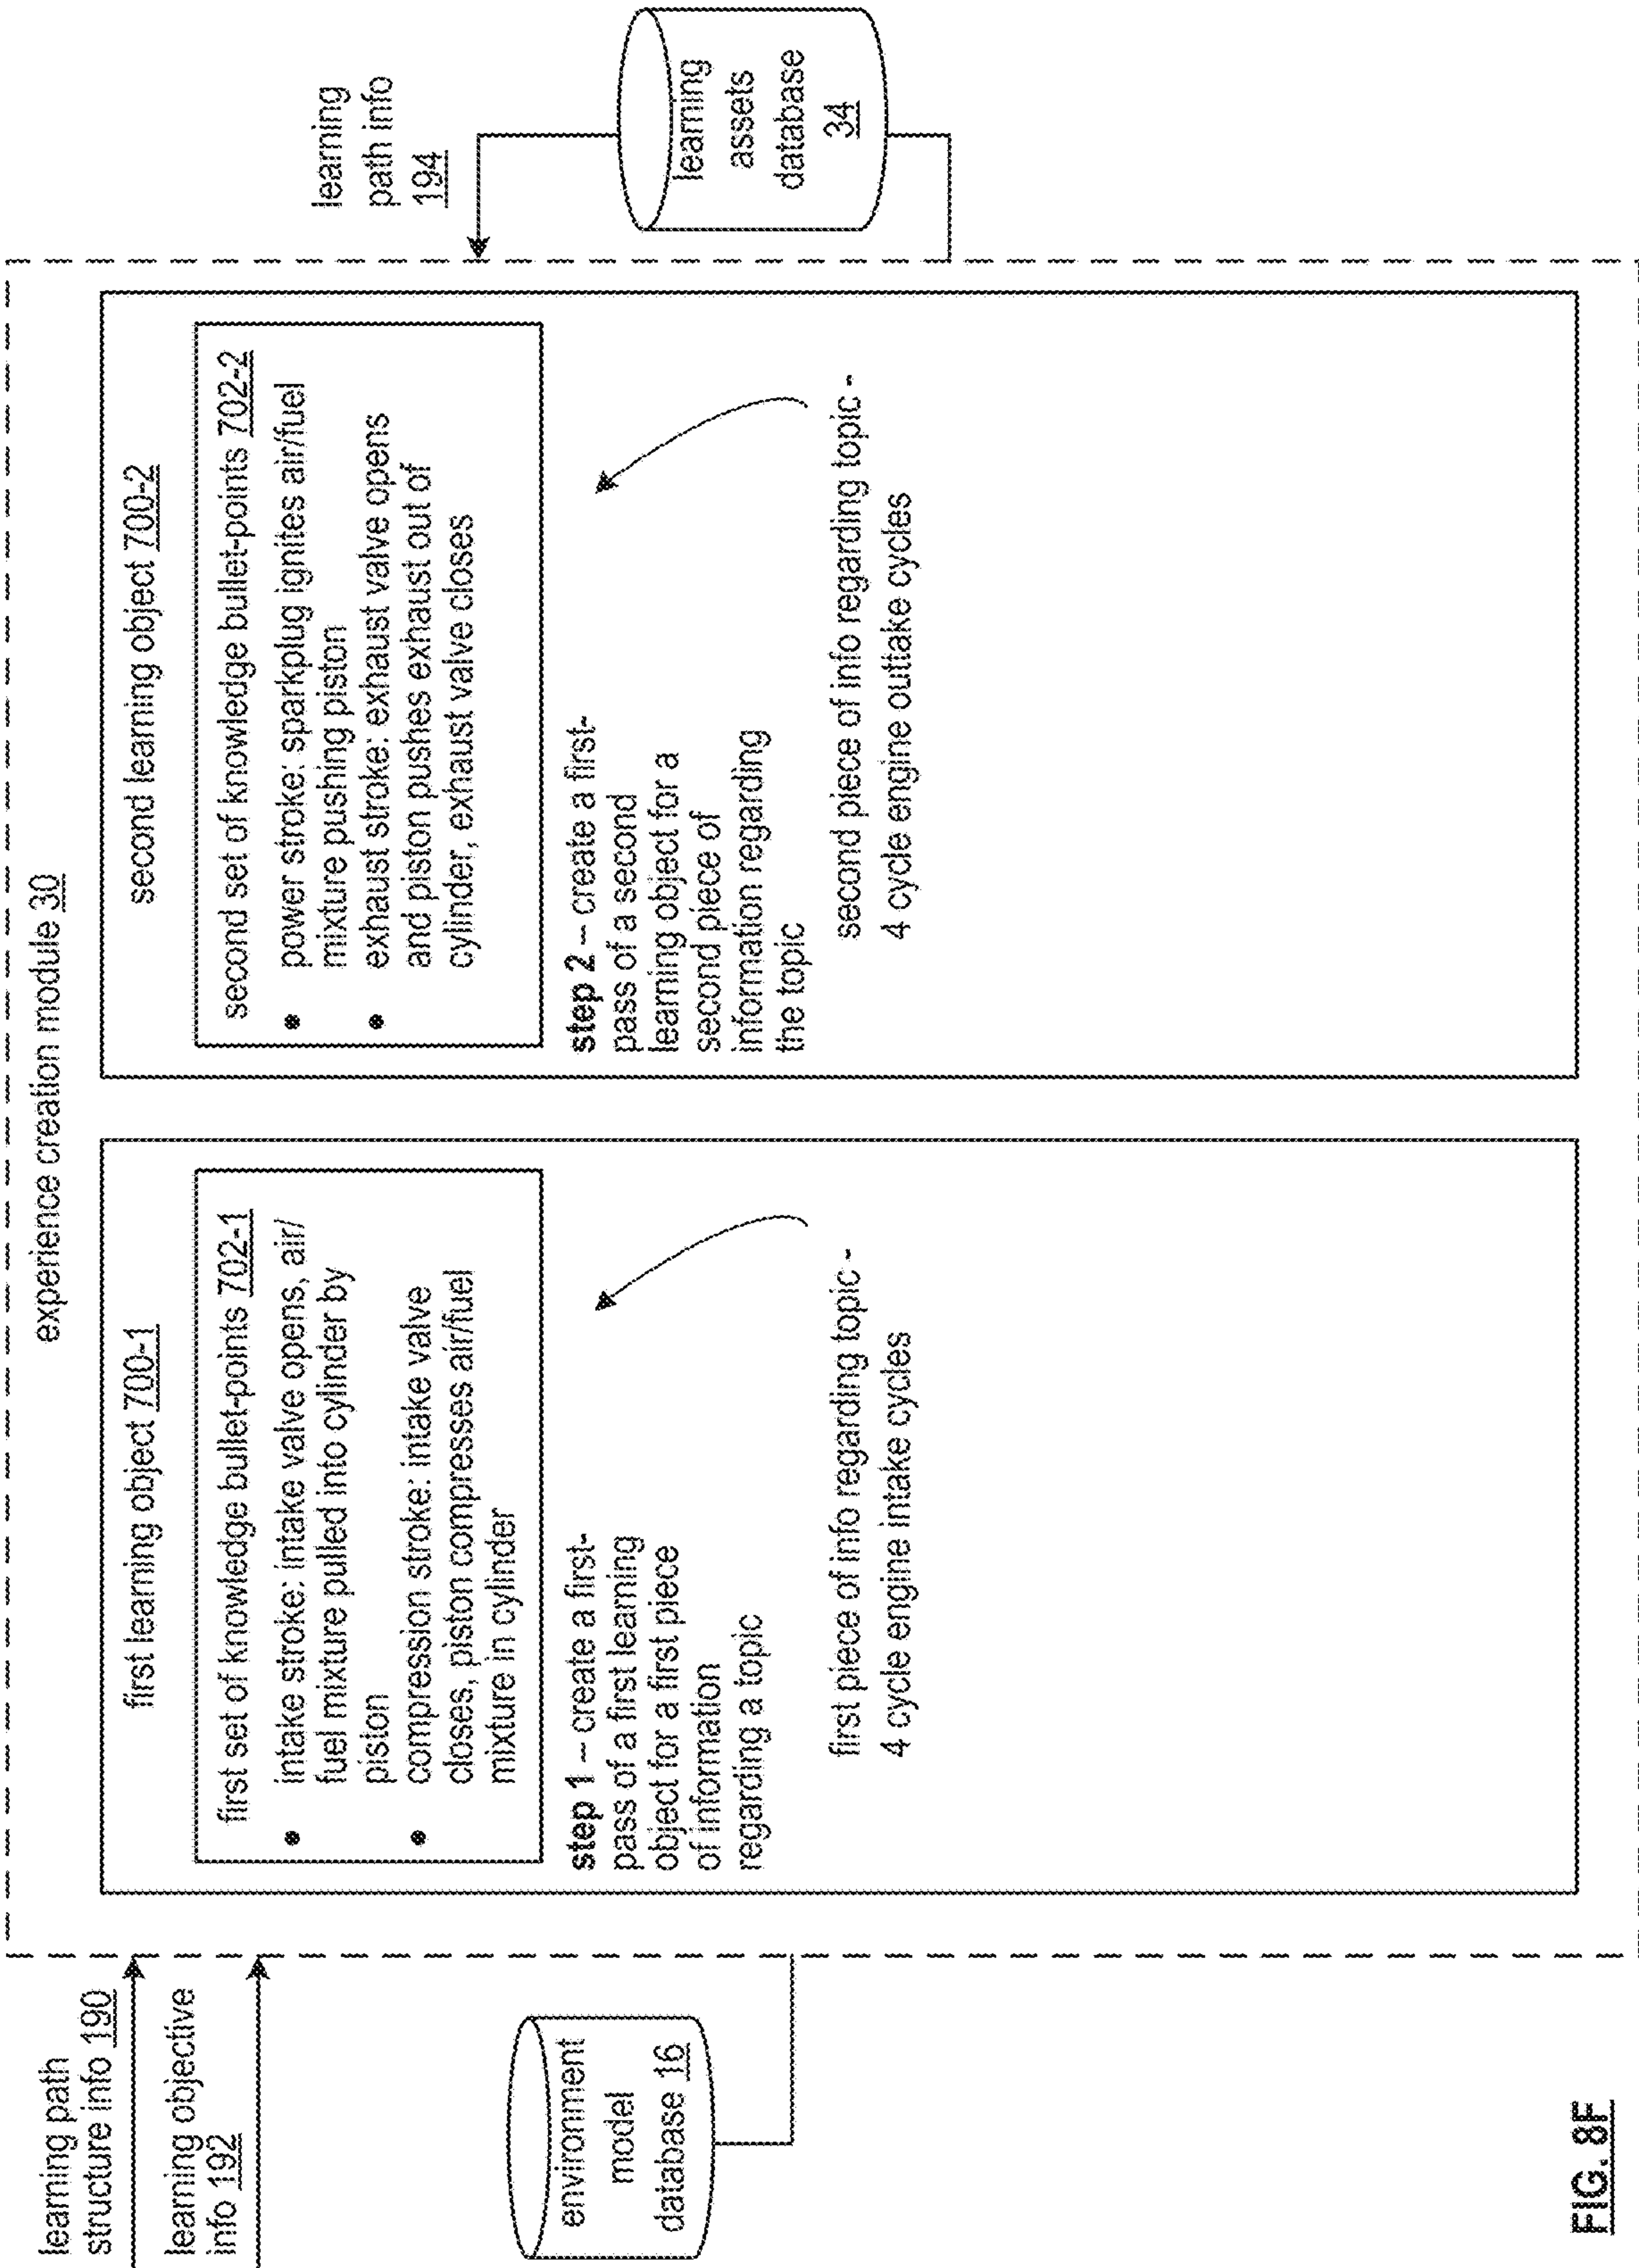 learning path
structure info 190
learning objective
info 192
environment
model
database 16
experience creation module 30
first learning object 700-1
first set of knowledge bullet-points 702-1
• intake stroke: intake valve opens, air/
fuel mixture pulled into cylinder by
piston
• compression stroke: intake valve
closes, piston compresses air/fuel
mixture in cylinder
step 1 – create a first-
pass of a first learning
object for a first piece
of information
regarding a topic
first piece of info regarding topic -
4 cycle engine intake cycles
second learning object 700-2
second set of knowledge bullet-points 702-2
• power stroke: sparkplug ignites air/fuel
mixture pushing piston
• exhaust stroke: exhaust valve opens
and piston pushes exhaust out of
cylinder, exhaust valve closes
step 2 – create a first-
pass of a second
learning object for a
second piece of
information regarding
the topic
second piece of info regarding topic -
4 cycle engine outtake cycles
learning
path info
194
learning
assets
database
34
FIG. 8F